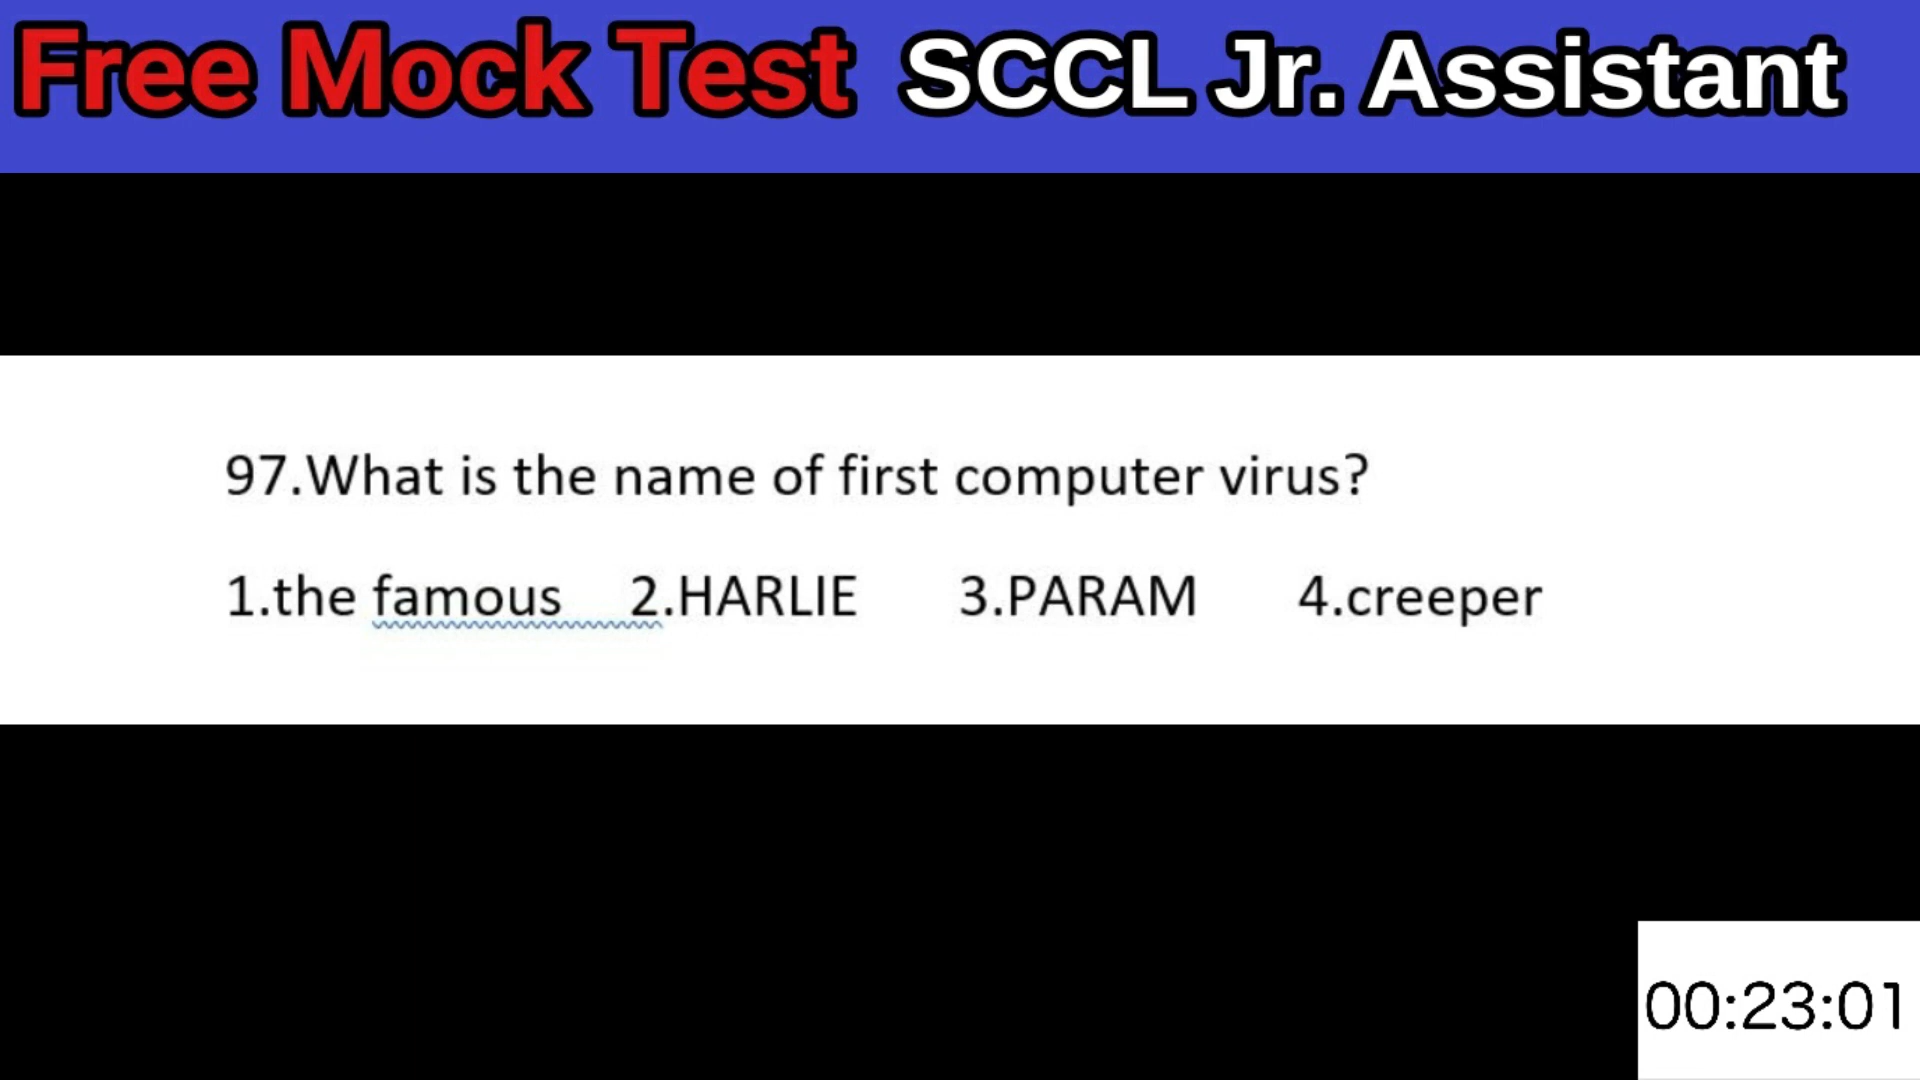 Free Mock Test SCCL Jr. Assistant
97.What is the name of first computer virus?
1.the famous 2.HARLIE 3.PARAM 4.creeper
00:23:01